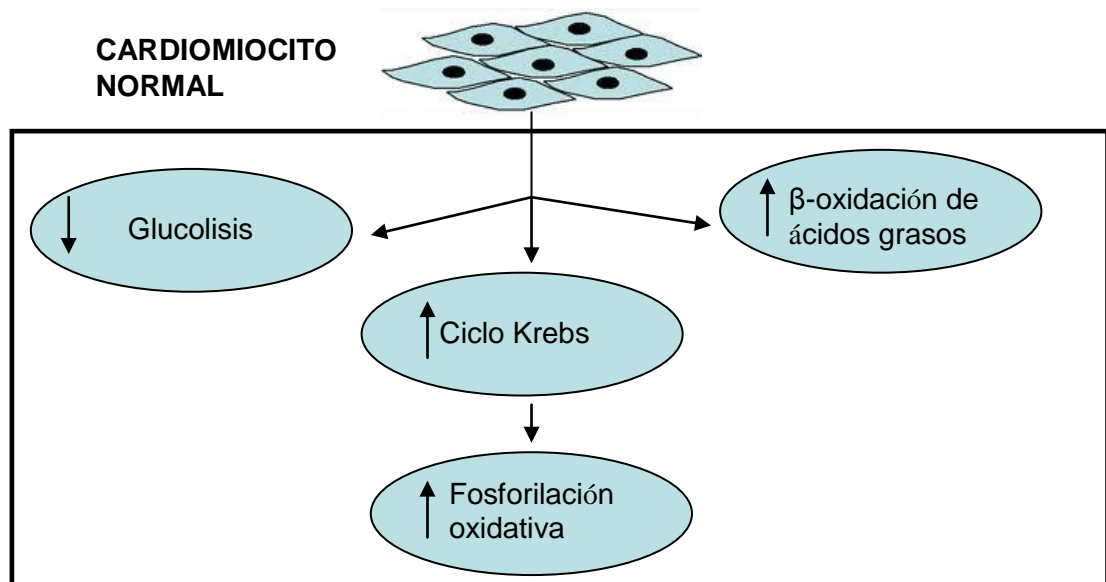 CARDIOMIOCITO
NORMAL
Glucolisis
β-oxidación de
ácidos grasos
Ciclo Krebs
Fosforilación
oxidativa